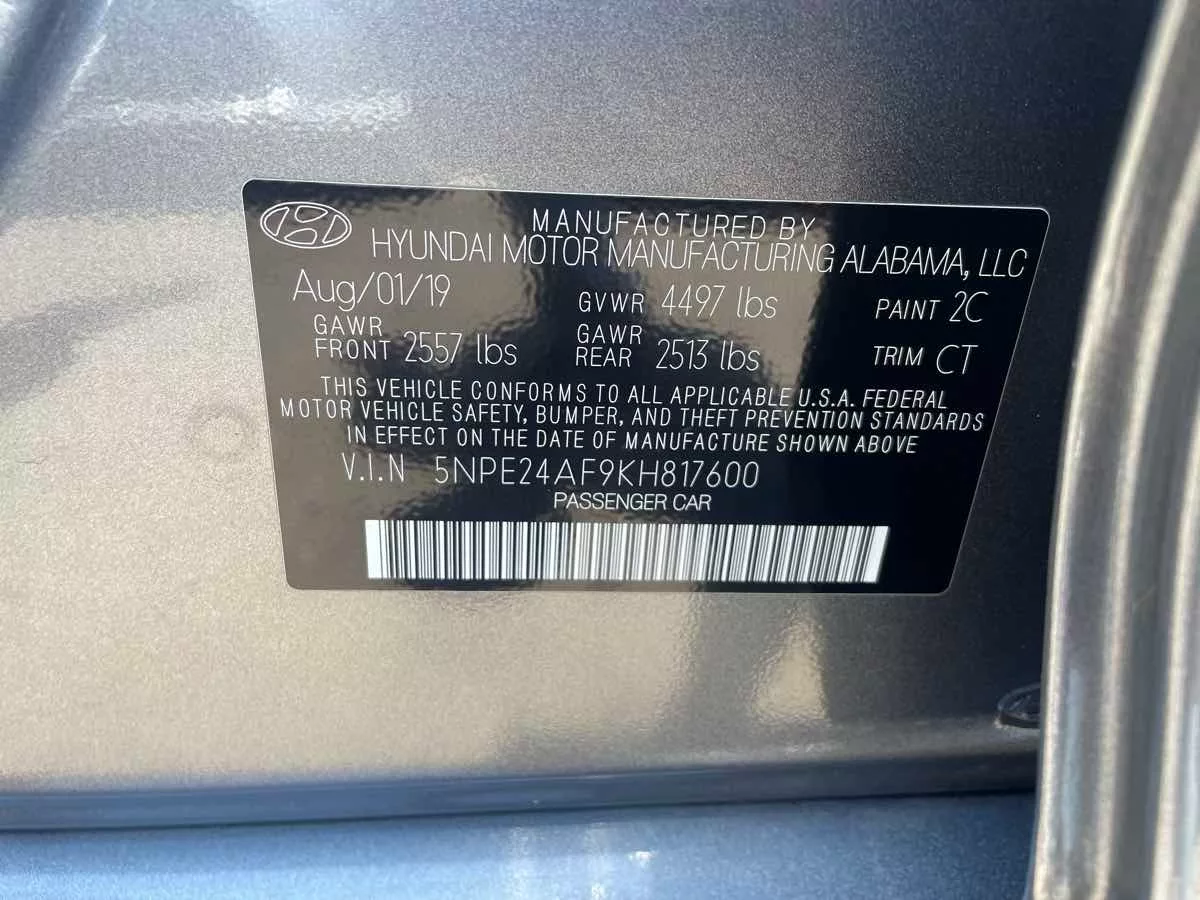 MANUFACTURED BY
HYUNDAI MOTOR MANUFACTURING ALABAMA, LLC
Aug/01/19 GVWR 4497 lbs PAINT 2C
GAWR FRONT 2557 lbs GAWR REAR 2513 lbs TRIM CT
THIS VEHICLE CONFORMS TO ALL APPLICABLE U.S.A. FEDERAL
MOTOR VEHICLE SAFETY, BUMPER, AND THEFT PREVENTION STANDARDS
IN EFFECT ON THE DATE OF MANUFACTURE SHOWN ABOVE
V.I.N 5NPE24AF9KH817600
PASSENGER CAR